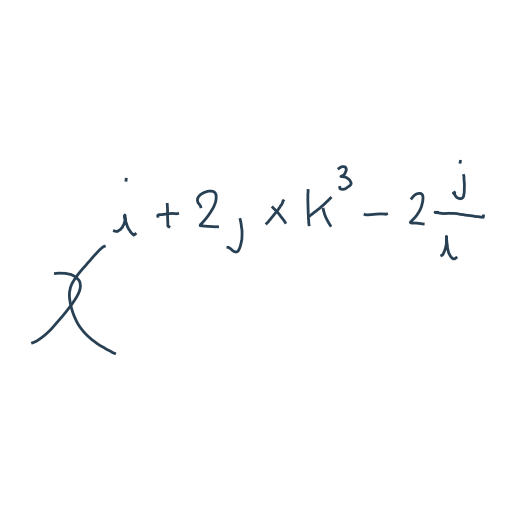 x^{i + 2j × k^{3} − 2\frac{j}{i}}